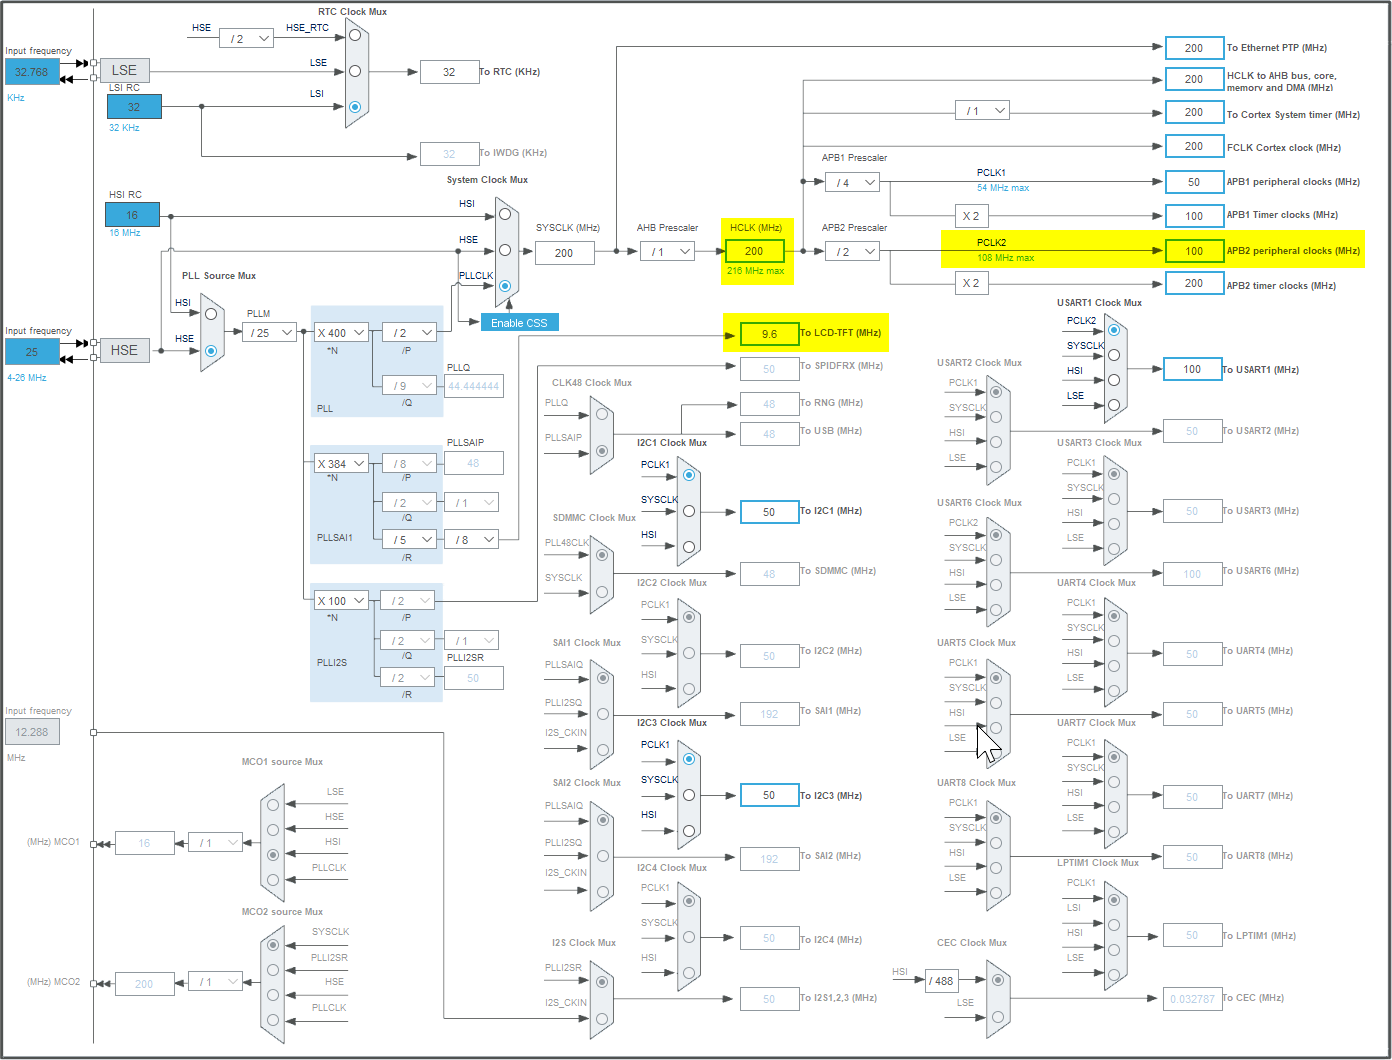 RTC Clock Mux
HSE
/ 2
HSE_RTC
Input frequency
32.768
KHz
LSE
LSE
LSI RC
32
32 KHz
LSI
32
To RTC (KHz)
32
To IWDG (KHz)
200
To Ethernet PTP (MHz)
200
HCLK to AHB bus, core,
memory and DMA (MHz)
/ 1
200
To Cortex System timer (MHz)
200
FCLK Cortex clock (MHz)
APB1 Prescaler
/ 4
PCLK1
54 MHz max
50
APB1 peripheral clocks (MHz)
X 2
100
APB1 Timer clocks (MHz)
System Clock Mux
HSI RC
16
16 MHz
HSI
HSE
PLLCLK
SYSCLK (MHz)
200
AHB Prescaler
/ 1
HCLK (MHz)
200
216 MHz max
APB2 Prescaler
/ 2
PCLK2
108 MHz max
100
APB2 peripheral clocks (MHz)
X 2
200
APB2 timer clocks (MHz)
Enable CSS
PLL Source Mux
HSI
HSE
Input frequency
25
4-26 MHz
HSE
PLLM
/ 25
X 400
*N
/ 2
/P
/ 9
/Q
PLLQ
44.444444
PLL
X 384
*N
/ 8
/P
PLLSAIP
48
/ 2
/Q
/ 1
/ 5
/R
/ 8
PLLSAI1
X 100
*N
/ 2
/P
/ 2
/Q
/ 1
PLLI2SR
/ 2
/R
50
PLLI2S
9.6
To LCD-TFT (MHz)
50
To SPIDFRX (MHz)
CLK48 Clock Mux
PLLQ
PLLSAIP
48
To RNG (MHz)
48
To USB (MHz)
I2C1 Clock Mux
PCLK1
SYSCLK
HSI
50
To I2C1 (MHz)
SDMMC Clock Mux
PLL48CLK
SYSCLK
48
To SDMMC (MHz)
I2C2 Clock Mux
PCLK1
SYSCLK
HSI
50
To I2C2 (MHz)
SAI1 Clock Mux
PLLSAIQ
PLLI2SQ
I2S_CKIN
192
To SAI1 (MHz)
I2C3 Clock Mux
PCLK1
SYSCLK
HSI
50
To I2C3 (MHz)
SAI2 Clock Mux
PLLSAIQ
PLLI2SQ
I2S_CKIN
192
To SAI2 (MHz)
I2C4 Clock Mux
PCLK1
SYSCLK
HSI
50
To I2C4 (MHz)
I2S Clock Mux
PLLI2SR
I2S_CKIN
50
To I2S1,2,3 (MHz)
USART1 Clock Mux
PCLK2
SYSCLK
HSI
LSE
100
To USART1 (MHz)
USART2 Clock Mux
PCLK1
SYSCLK
HSI
LSE
50
To USART2 (MHz)
USART3 Clock Mux
PCLK1
SYSCLK
HSI
LSE
50
To USART3 (MHz)
USART6 Clock Mux
PCLK2
SYSCLK
HSI
LSE
100
To USART6 (MHz)
UART4 Clock Mux
PCLK1
SYSCLK
HSI
LSE
50
To UART4 (MHz)
UART5 Clock Mux
PCLK1
SYSCLK
HSI
LSE
50
To UART5 (MHz)
UART7 Clock Mux
PCLK1
SYSCLK
HSI
LSE
50
To UART7 (MHz)
UART8 Clock Mux
PCLK1
SYSCLK
HSI
LSE
50
To UART8 (MHz)
LPTIM1 Clock Mux
PCLK1
LSI
HSI
LSE
50
To LPTIM1 (MHz)
CEC Clock Mux
HSI
/ 488
LSE
0.032787
To CEC (MHz)
Input frequency
12.288
MHz
MCO1 source Mux
LSE
HSE
HSI
PLLCLK
(MHz) MCO1
16
/ 1
MCO2 source Mux
SYSCLK
PLLI2SR
HSE
PLLCLK
(MHz) MCO2
200
/ 1